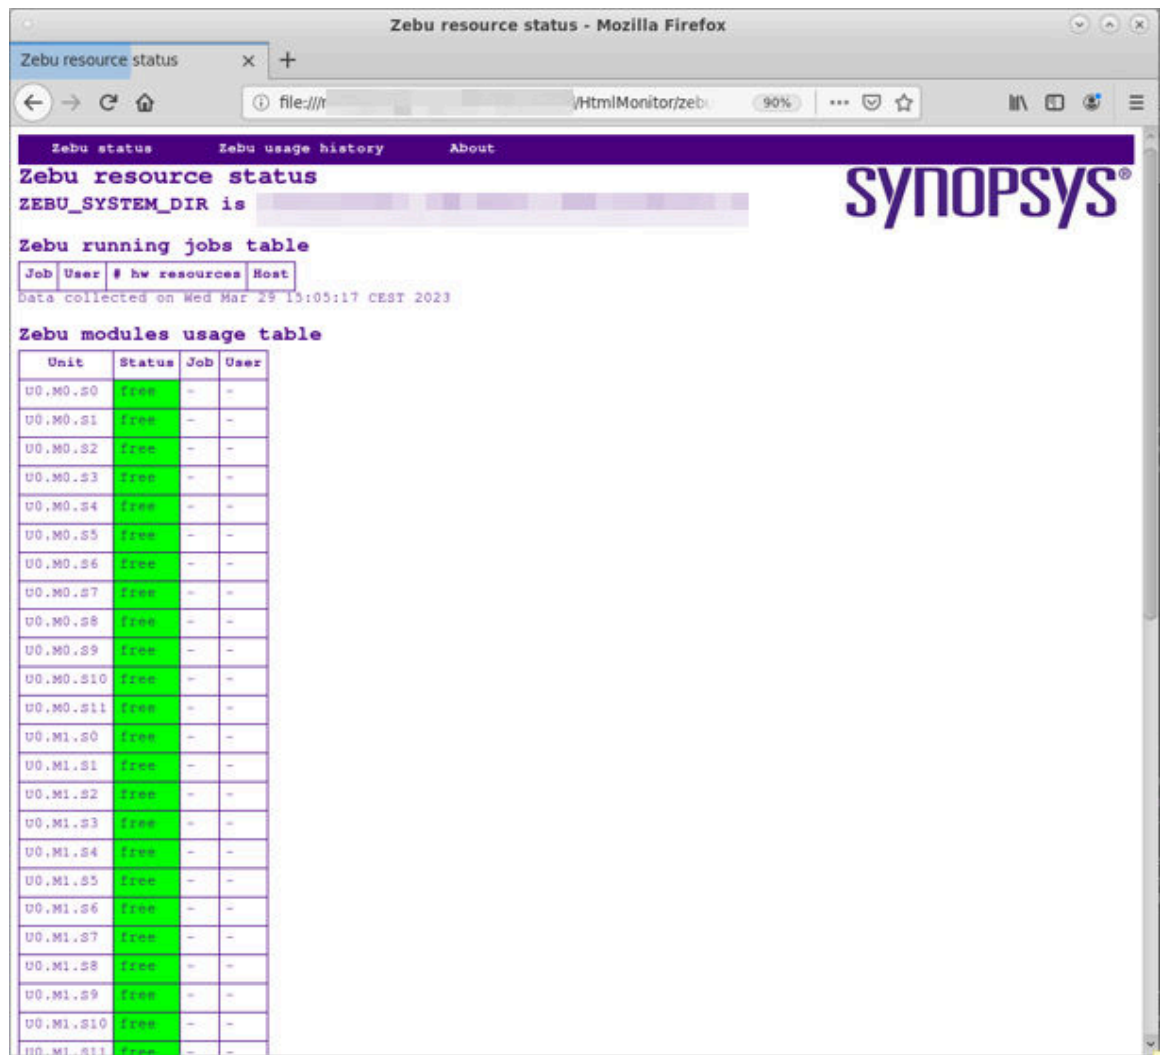 Zebu resource status - Mozilla Firefox
Zebu resource status
file:///r /HtmlMonitor/zebu 90%
Zebu status Zebu usage history About
Zebu resource status
SYNOPSYS®
ZEBU_SYSTEM_DIR is
Zebu running jobs table
Job User # hw resources Host
Data collected on Wed Mar 29 15:05:17 CEST 2023
Zebu modules usage table
Unit Status Job User
U0.M0.S0 free - -
U0.M0.S1 free - -
U0.M0.S2 free - -
U0.M0.S3 free - -
U0.M0.S4 free - -
U0.M0.S5 free - -
U0.M0.S6 free - -
U0.M0.S7 free - -
U0.M0.S8 free - -
U0.M0.S9 free - -
U0.M0.S10 free - -
U0.M0.S11 free - -
U0.M1.S0 free - -
U0.M1.S1 free - -
U0.M1.S2 free - -
U0.M1.S3 free - -
U0.M1.S4 free - -
U0.M1.S5 free - -
U0.M1.S6 free - -
U0.M1.S7 free - -
U0.M1.S8 free - -
U0.M1.S9 free - -
U0.M1.S10 free - -
U0.M1.S11 free - -